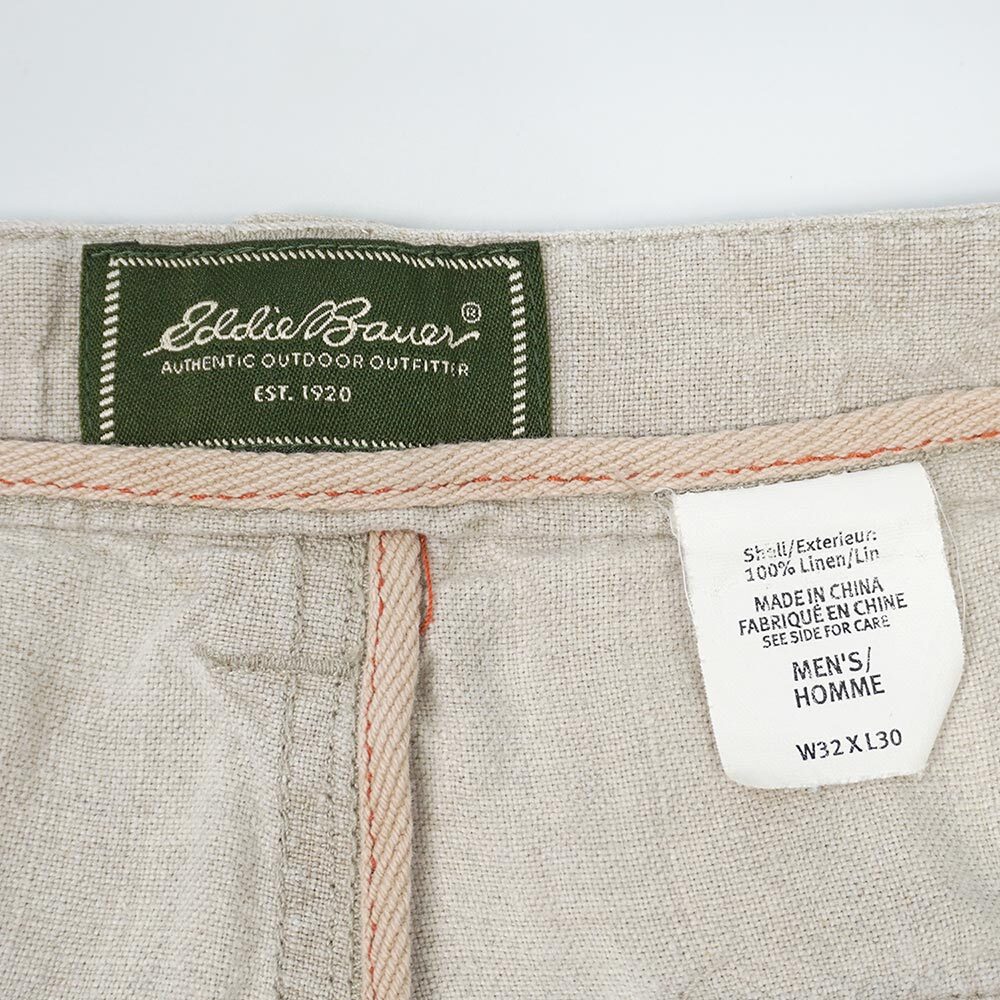 Eddie Bauer®
AUTHENTIC OUTDOOR OUTFITTER
EST. 1920
Shell/Exterieur:
100% Linen/Lin
MADE IN CHINA
FABRIQUÉ EN CHINE
SEE SIDE FOR CARE
MEN'S/
HOMME
W32 X L30